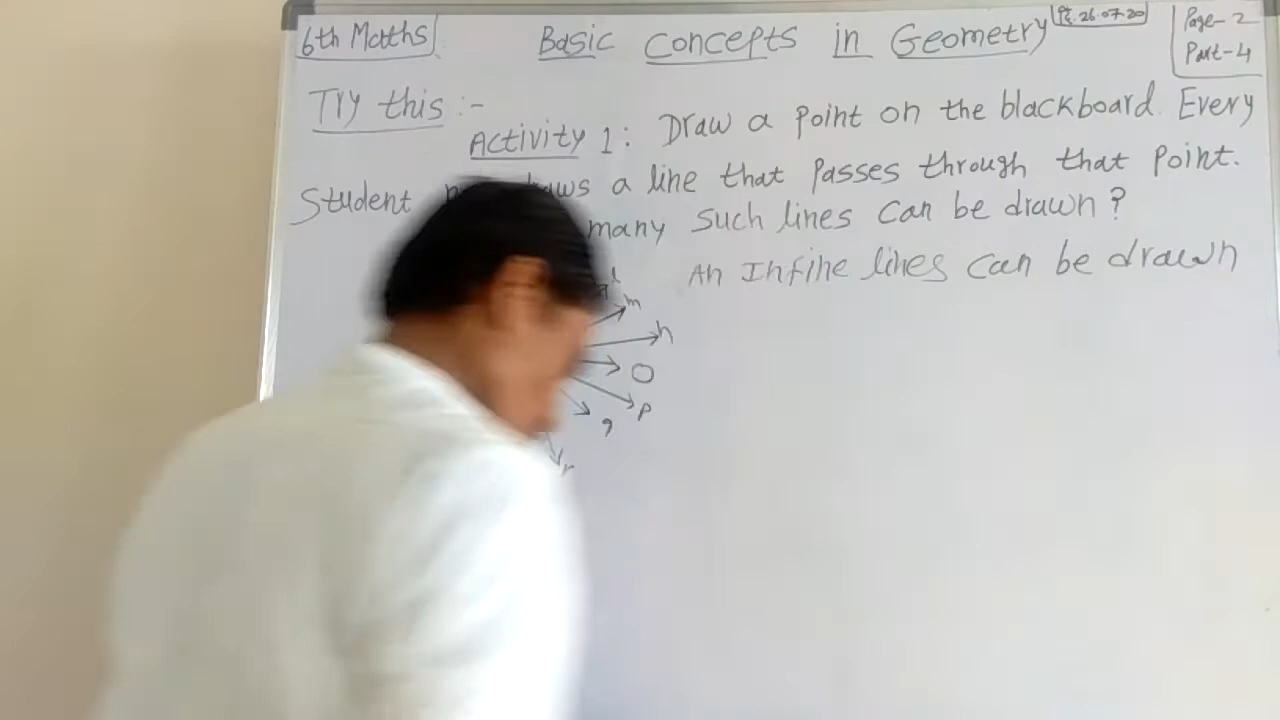 6th Maths
Basic Concepts in Geometry
Dt. 26.07.20
Page-2
Part-4
Try this :-
Activity 1: Draw a point on the blackboard. Every
Student draws a line that passes through that point.
many such lines can be drawn?
An Infine lines can be drawn
l
m
n
O
p
q
r